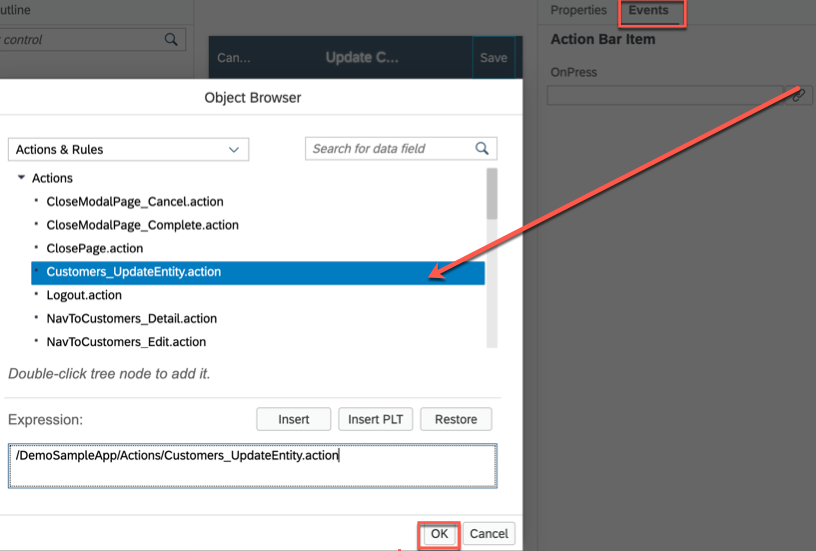 utline
Properties
Events
control
Can...
Update C...
Save
Action Bar Item
OnPress
Object Browser
Actions & Rules
Search for data field
Actions
CloseModalPage_Cancel.action
CloseModalPage_Complete.action
ClosePage.action
Customers_UpdateEntity.action
Logout.action
NavToCustomers_Detail.action
NavToCustomers_Edit.action
Double-click tree node to add it.
Expression:
Insert
Insert PLT
Restore
/DemoSampleApp/Actions/Customers_UpdateEntity.action
OK
Cancel